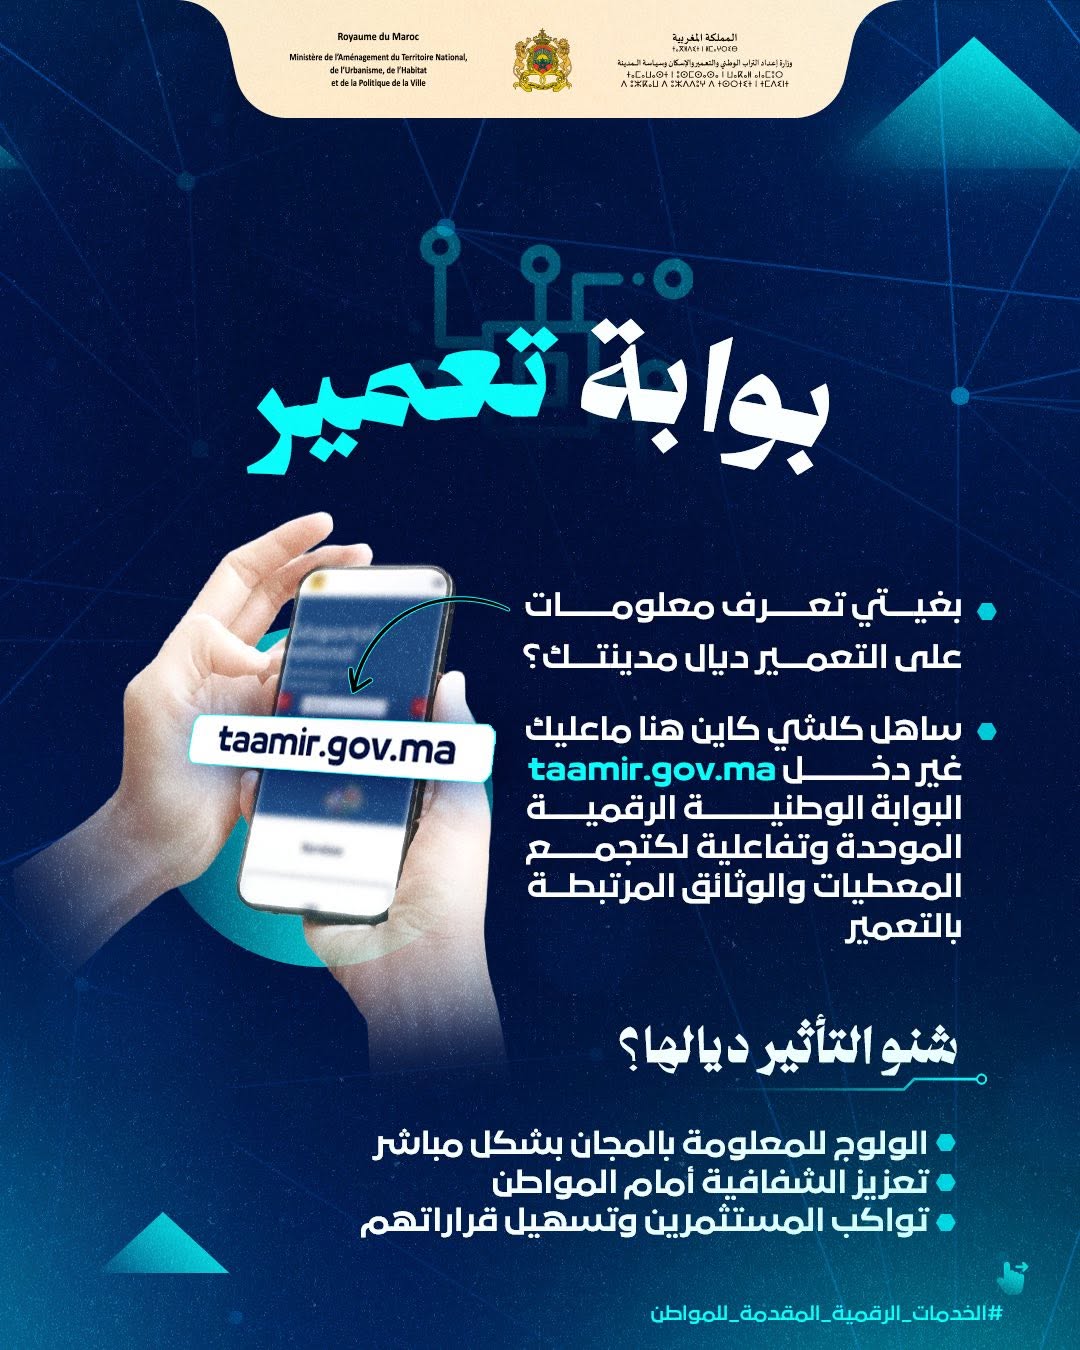 Royaume du Maroc
Ministère de l'Aménagement du Territoire National,
de l'Urbanisme, de l'Habitat
et de la Politique de la Ville
المملكة المغربية
ⵜⴰⴳⵍⴷⵉⵜ ⵏ ⵍⵎⵖⵔⵉⴱ
وزارة إعداد التراب الوطني والتعمير والإسكان وسياسة المدينة
بوابة تعمير
بغيتي تعرف معلومات
على التعمير ديال مدينتك؟
ساهل كلشي كاين هنا ماعليك
غير دخل taamir.gov.ma
البوابة الوطنية الرقمية
الموحدة وتفاعلية لكتجمع
المعطيات والوثائق المرتبطة
بالتعمير
taamir.gov.ma
شنو التأثير ديالها؟
الولوج للمعلومة بالمجان بشكل مباشر
تعزيز الشفافية أمام المواطن
تواكب المستثمرين وتسهيل قراراتهم
#الخدمات_الرقمية_المقدمة_للمواطن